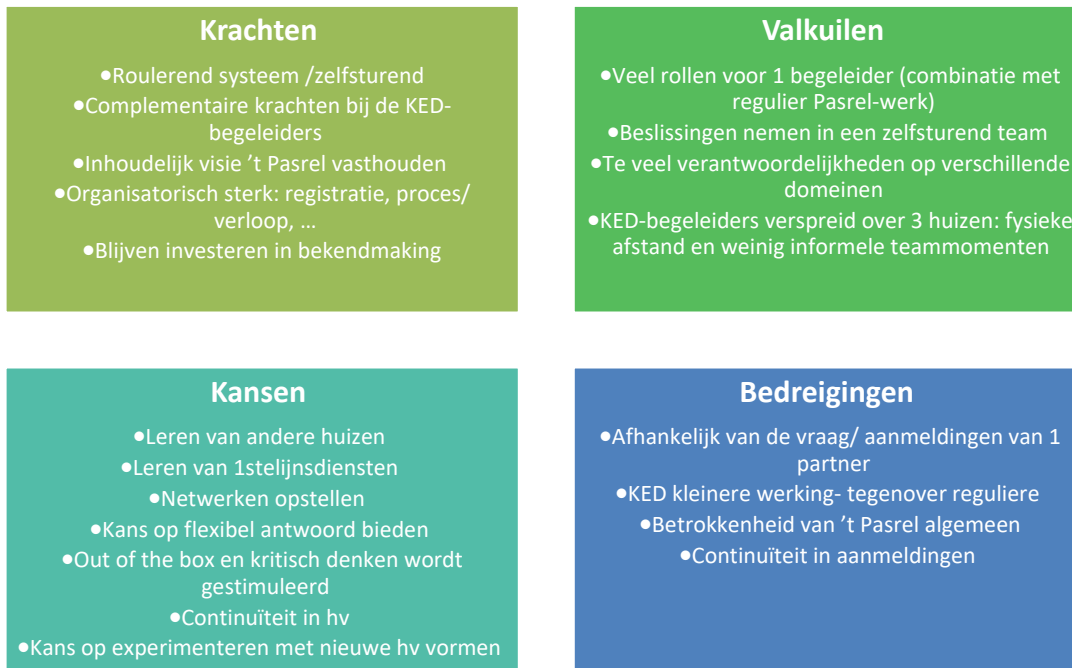 Krachten
•Roulerend systeem /zelfsturend
•Complementaire krachten bij de KED-
begeleiders
•Inhoudelijk visie ’t Pasrel vasthouden
•Organisatorisch sterk: registratie, proces/
verloop, …
•Blijven investeren in bekendmaking
Valkuilen
•Veel rollen voor 1 begeleider (combinatie met
regulier Pasrel-werk)
•Beslissingen nemen in een zelfsturend team
•Te veel verantwoordelijkheden op verschillende
domeinen
•KED-begeleiders verspreid over 3 huizen: fysieke
afstand en weinig informele teammomenten
Kansen
•Leren van andere huizen
•Leren van 1stelijnsdiensten
•Netwerken opstellen
•Kans op flexibel antwoord bieden
•Out of the box en kritisch denken wordt
gestimuleerd
•Continuïteit in hv
•Kans op experimenteren met nieuwe hv vormen
Bedreigingen
•Afhankelijk van de vraag/ aanmeldingen van 1
partner
•KED kleinere werking- tegenover reguliere
•Betrokkenheid van ’t Pasrel algemeen
•Continuïteit in aanmeldingen